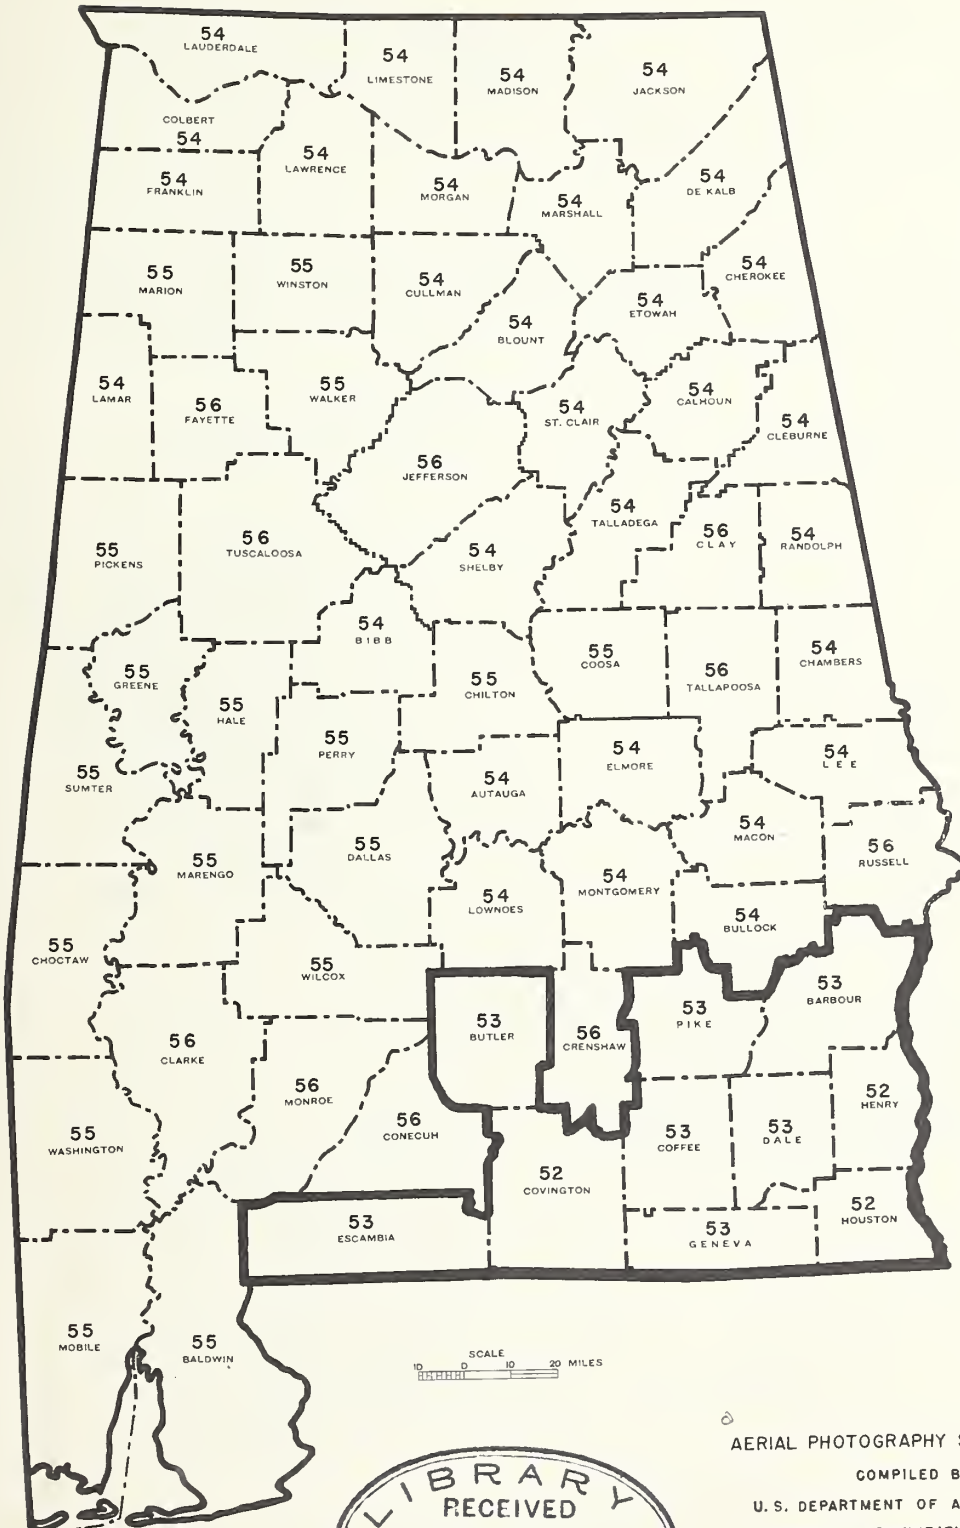 54
LAUDERDALE
54
LIMESTONE
54
MADISON
54
JACKSON
COLBERT
54
54
LAWRENCE
54
FRANKLIN
54
MORGAN
54
MARSHALL
54
DE KALB
55
MARION
55
WINSTON
54
CULLMAN
54
BLOUNT
54
ETOWAH
54
CHEROKEE
54
LAMAR
56
FAYETTE
55
WALKER
54
ST. CLAIR
54
CALHOUN
54
CLEBURNE
56
JEFFERSON
55
PICKENS
56
TUSCALOOSA
54
SHELBY
54
TALLADEGA
56
CLAY
54
RANDOLPH
54
BIBB
55
GREENE
55
HALE
55
CHILTON
55
COOSA
56
TALLAPOOSA
54
CHAMBERS
55
SUMTER
55
PERRY
54
AUTAUGA
54
ELMORE
54
LEE
55
MARENGO
55
DALLAS
54
LOWNOES
54
MONTGOMERY
54
MACON
56
RUSSELL
54
BULLOCK
55
CHOCTAW
55
WILCOX
53
BUTLER
56
CRENSHAW
53
PIKE
53
BARBOUR
56
CLARKE
56
MONROE
56
CONECUH
52
HENRY
55
WASHINGTON
52
COVINGTON
53
COFFEE
53
DALE
53
ESCAMBIA
53
GENEVA
52
HOUSTON
55
MOBILE
55
BALDWIN
SCALE
10 0 10 20 MILES
AERIAL PHOTOGRAPHY S
COMPILED B
U. S. DEPARTMENT OF A
LIBRARY
RECEIVED